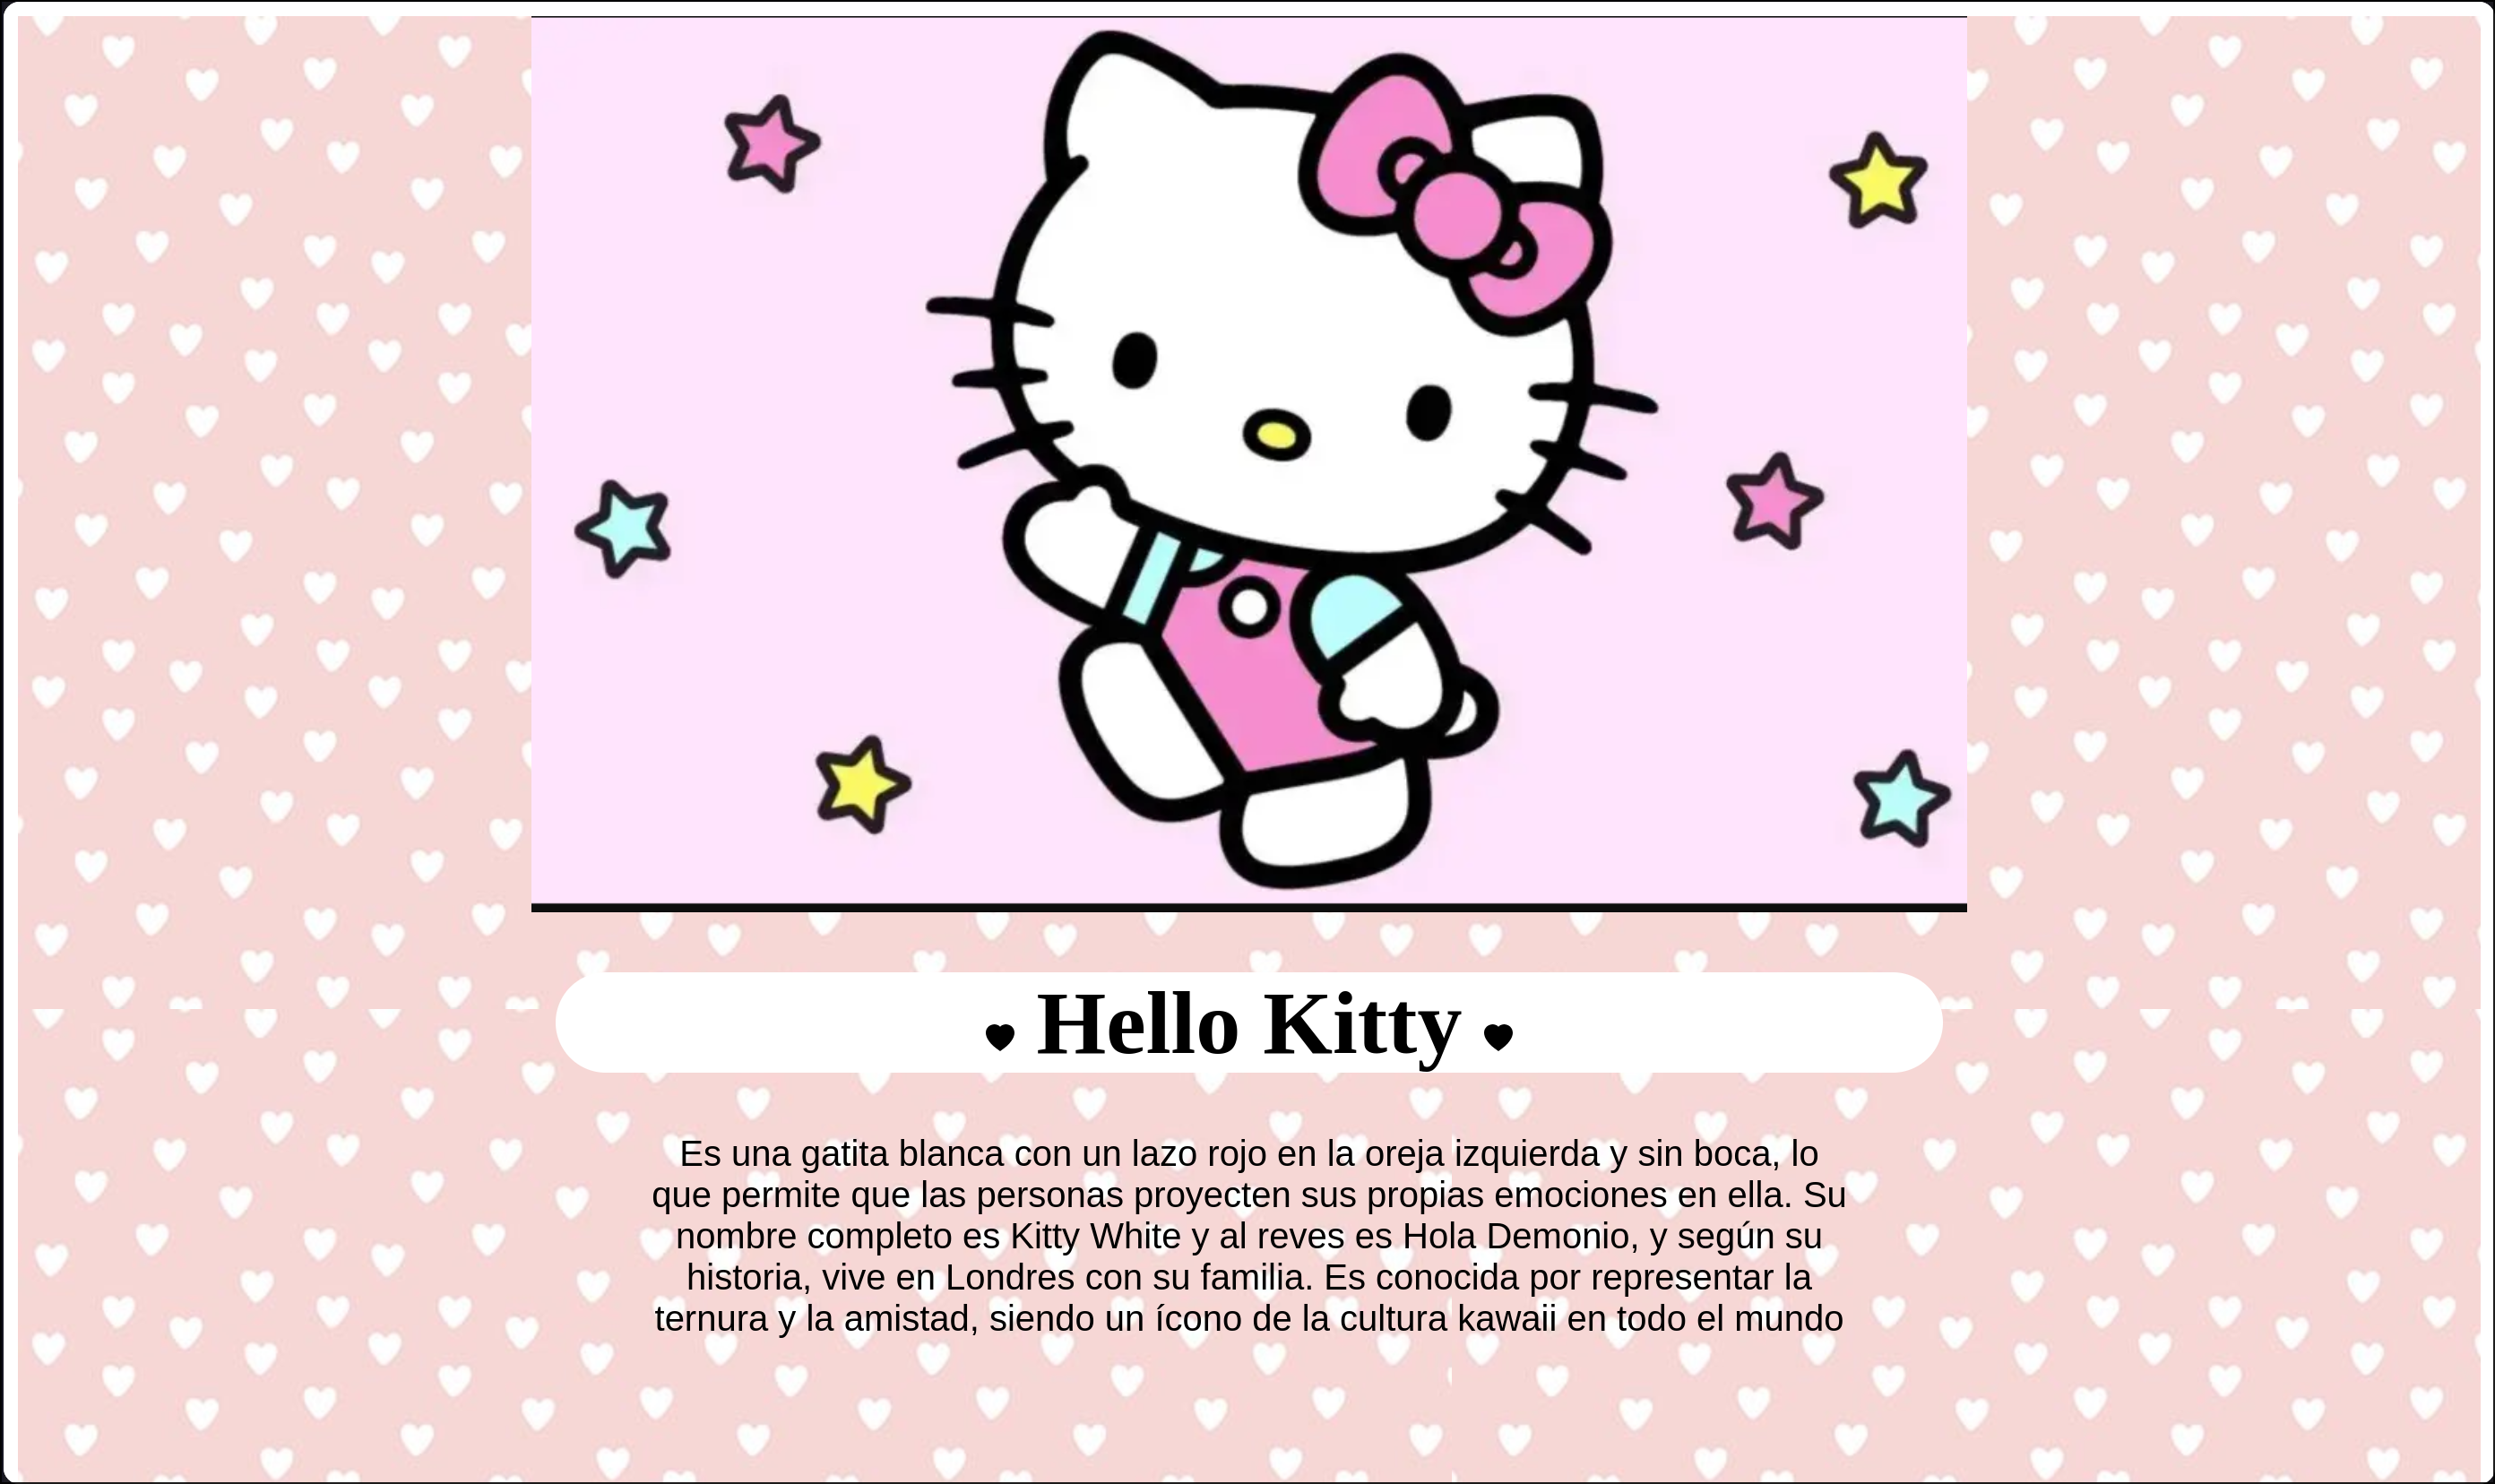 ♥ Hello Kitty ♥
Es una gatita blanca con un lazo rojo en la oreja izquierda y sin boca, lo
que permite que las personas proyecten sus propias emociones en ella. Su
nombre completo es Kitty White y al reves es Hola Demonio, y según su
historia, vive en Londres con su familia. Es conocida por representar la
ternura y la amistad, siendo un ícono de la cultura kawaii en todo el mundo